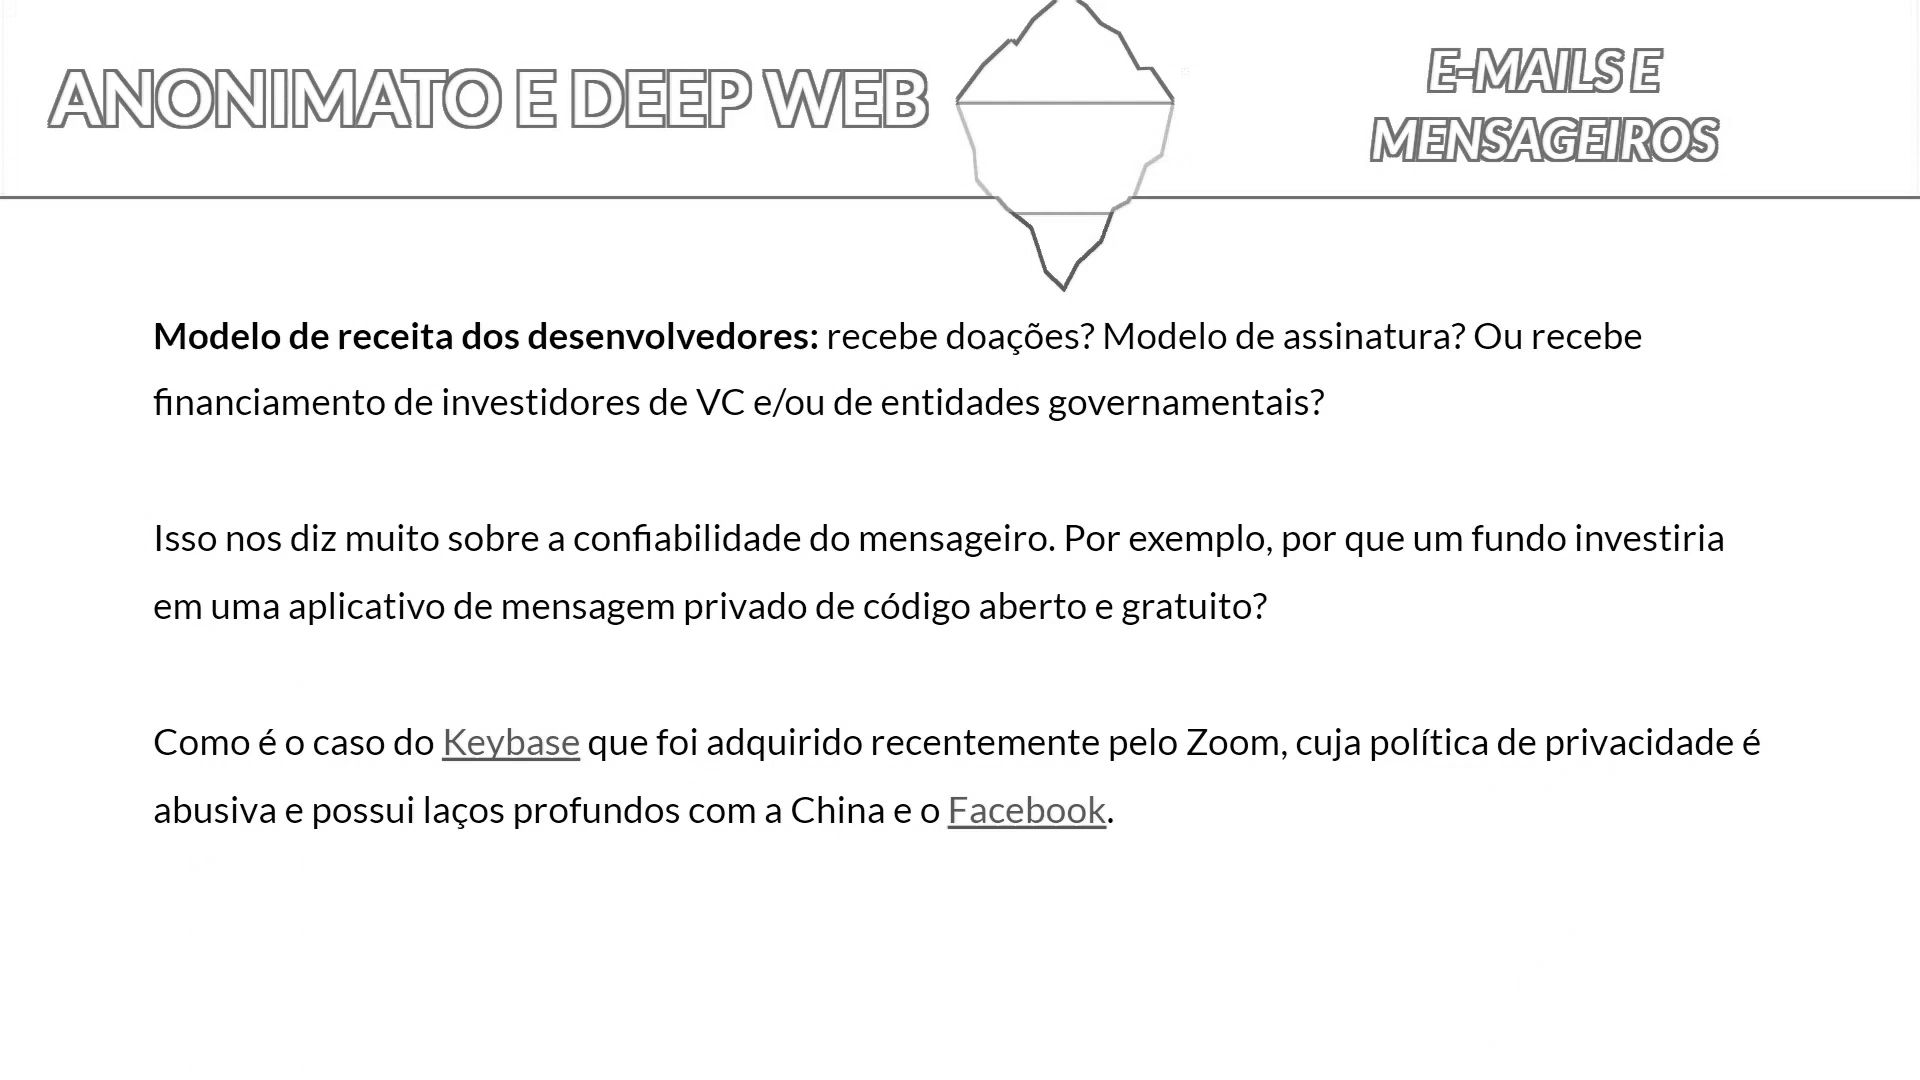 ANONIMATO E DEEP WEB
E-MAILS E
MENSAGEIROS
Modelo de receita dos desenvolvedores: recebe doações? Modelo de assinatura? Ou recebe
financiamento de investidores de VC e/ou de entidades governamentais?
Isso nos diz muito sobre a confiabilidade do mensageiro. Por exemplo, por que um fundo investiria
em uma aplicativo de mensagem privado de código aberto e gratuito?
Como é o caso do Keybase que foi adquirido recentemente pelo Zoom, cuja política de privacidade é
abusiva e possui laços profundos com a China e o Facebook.